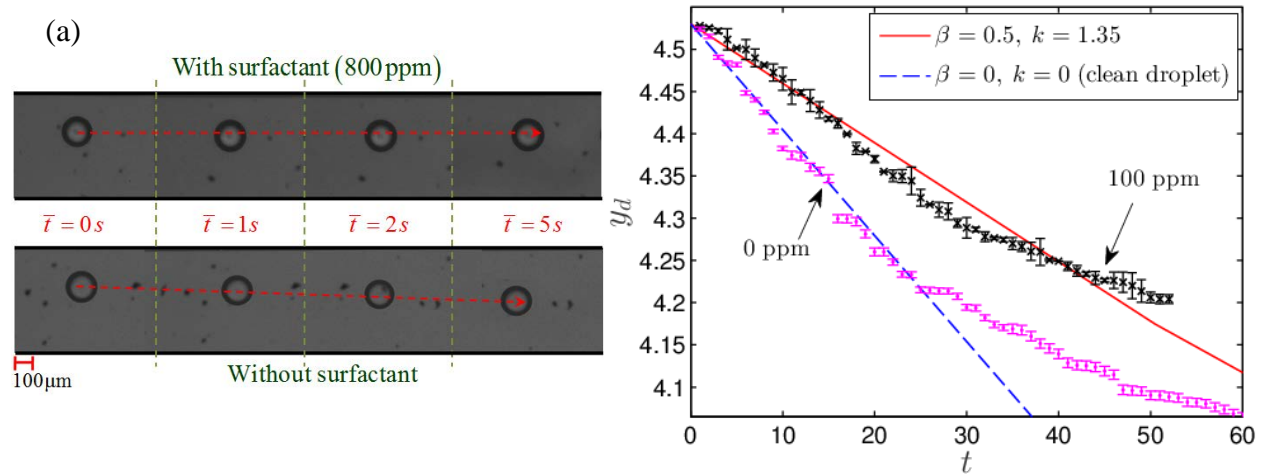 (a)
With surfactant (800 ppm)
t̅ = 0 s
t̅ = 1s
t̅ = 2 s
t̅ = 5 s
100μm
Without surfactant
β = 0.5, k = 1.35
β = 0, k = 0 (clean droplet)
4.5
4.45
4.4
4.35
4.3
4.25
4.2
4.15
4.1
y_d
100 ppm
0 ppm
0 10 20 30 40 50 60
t